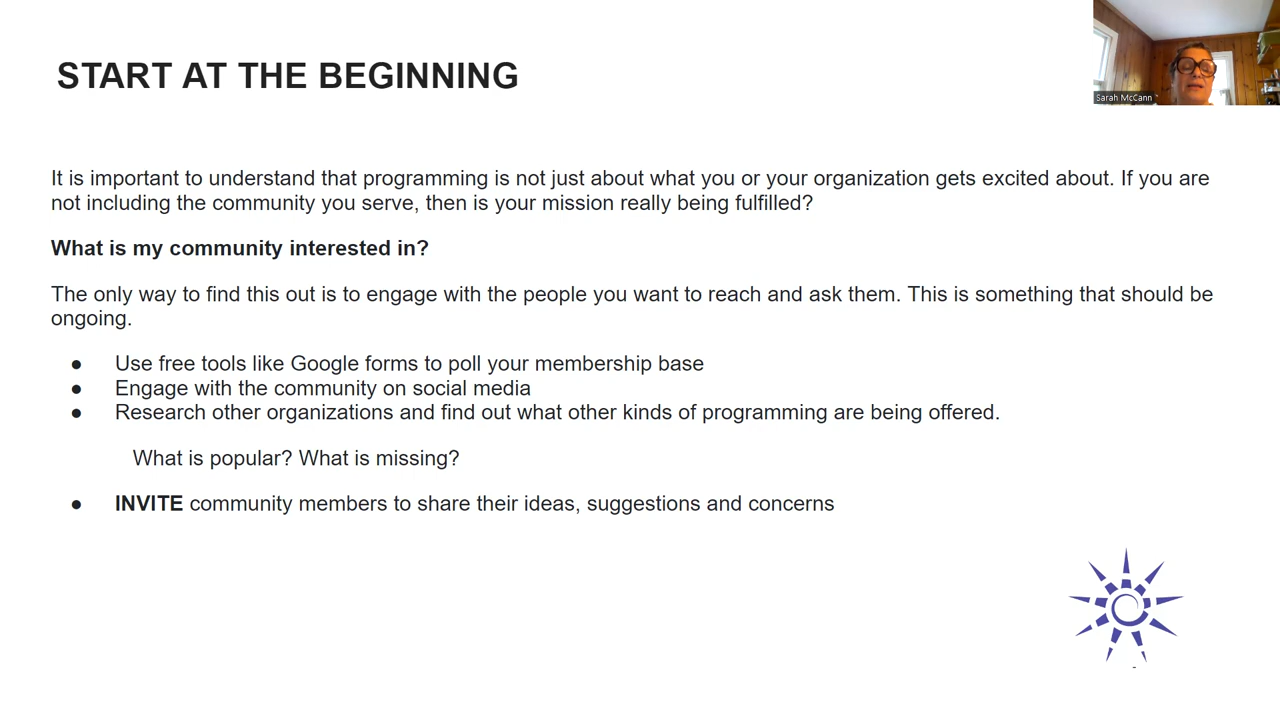 START AT THE BEGINNING
Sarah McCann
It is important to understand that programming is not just about what you or your organization gets excited about. If you are
not including the community you serve, then is your mission really being fulfilled?
What is my community interested in?
The only way to find this out is to engage with the people you want to reach and ask them. This is something that should be
ongoing.
● Use free tools like Google forms to poll your membership base
● Engage with the community on social media
● Research other organizations and find out what other kinds of programming are being offered.
What is popular? What is missing?
● INVITE community members to share their ideas, suggestions and concerns